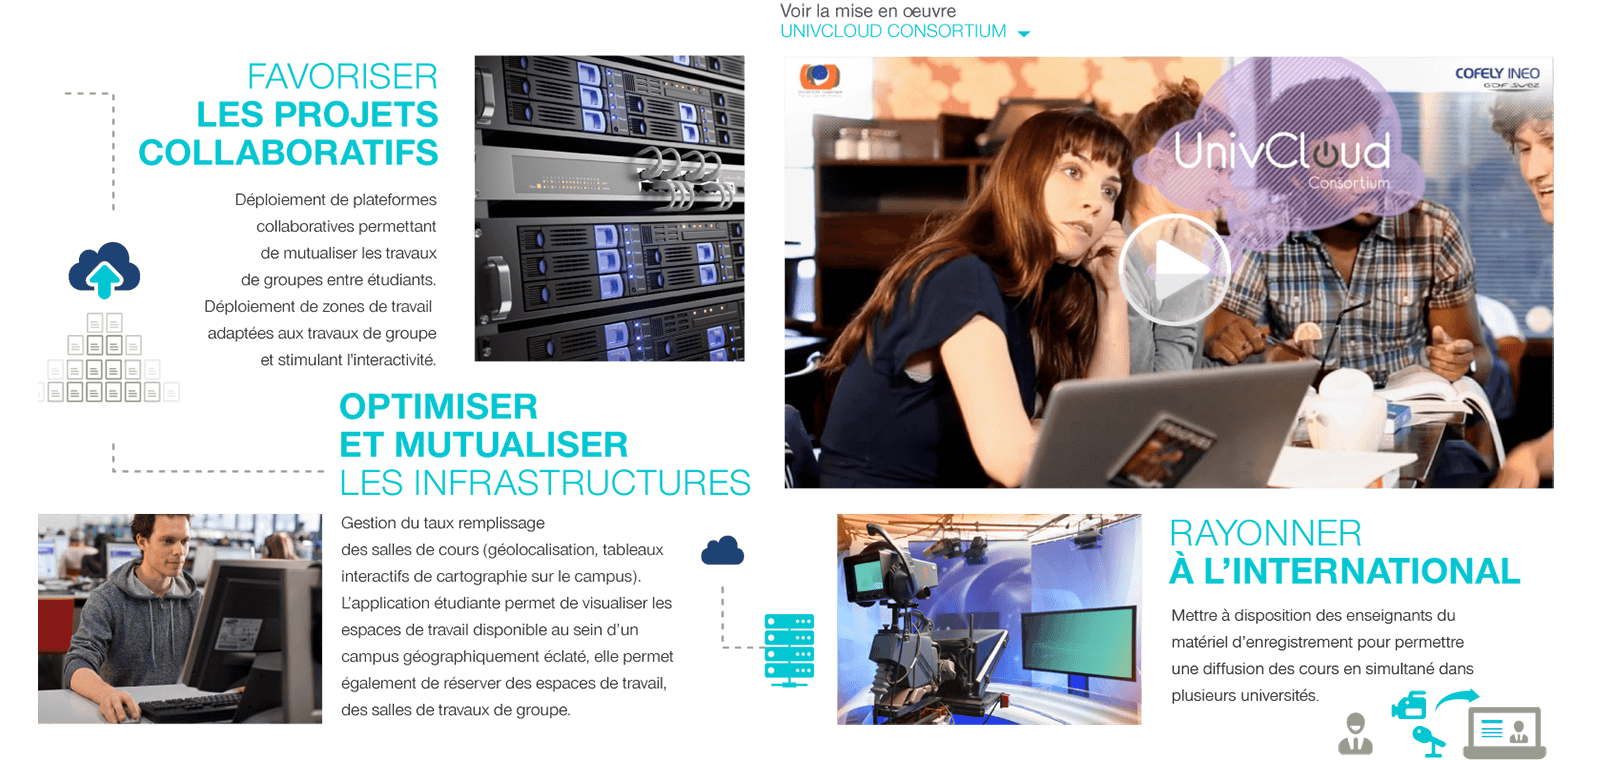 FAVORISER
LES PROJETS
COLLABORATIFS
Déploiement de plateformes
collaboratives permettant
de mutualiser les travaux
de groupes entre étudiants.
Déploiement de zones de travail
adaptées aux travaux de groupe
et stimulant l'interactivité.
OPTIMISER
ET MUTUALISER
LES INFRASTRUCTURES
Gestion du taux remplissage
des salles de cours (géolocalisation, tableaux
interactifs de cartographie sur le campus).
L’application étudiante permet de visualiser les
espaces de travail disponible au sein d’un
campus géographiquement éclaté, elle permet
également de réserver des espaces de travail,
des salles de travaux de groupe.
Voir la mise en œuvre
UNIVCLOUD CONSORTIUM
COFELY INEO
GDF SUEZ
UnivCloud
Consortium
RAYONNER
À L’INTERNATIONAL
Mettre à disposition des enseignants du
matériel d’enregistrement pour permettre
une diffusion des cours en simultané dans
plusieurs universités.